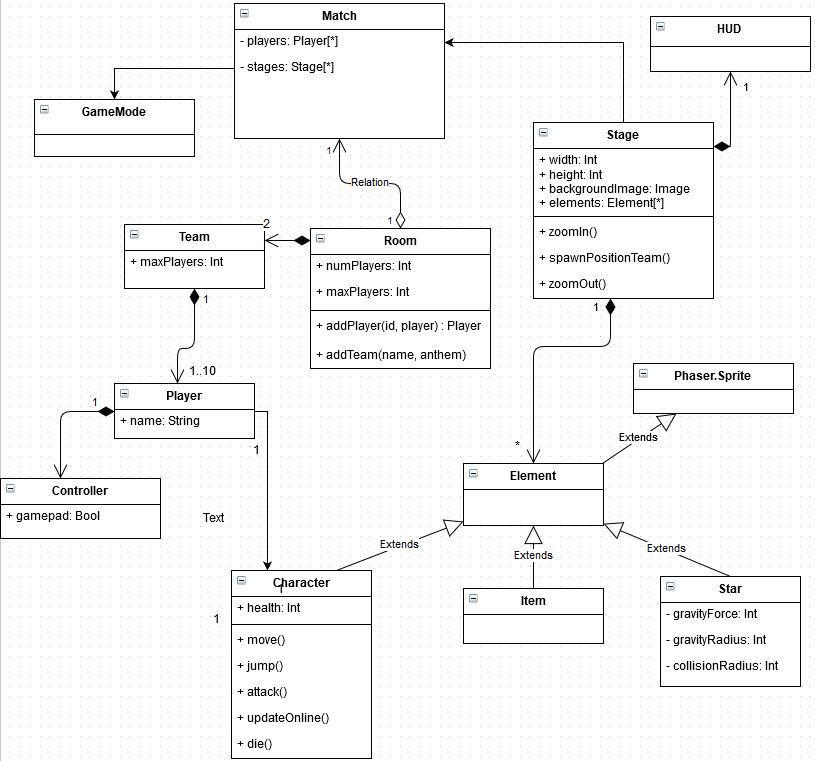 Match
- players: Player[*]
- stages: Stage[*]
HUD
1
GameMode
Stage
+ width: Int
+ height: Int
+ backgroundImage: Image
+ elements: Element[*]
+ zoomIn()
+ spawnPositionTeam()
+ zoomOut()
1
1
Relation
1
2
Team
+ maxPlayers: Int
Room
+ numPlayers: Int
+ maxPlayers: Int
+ addPlayer(id, player) : Player
+ addTeam(name, anthem)
1
1..10
Player
+ name: String
1
1
Controller
+ gamepad: Bool
Text
Phaser.Sprite
Extends
*
Element
Extends
Extends
Extends
Character
+ health: Int
+ move()
+ jump()
+ attack()
+ updateOnline()
+ die()
1
1
Item
Star
- gravityForce: Int
- gravityRadius: Int
- collisionRadius: Int